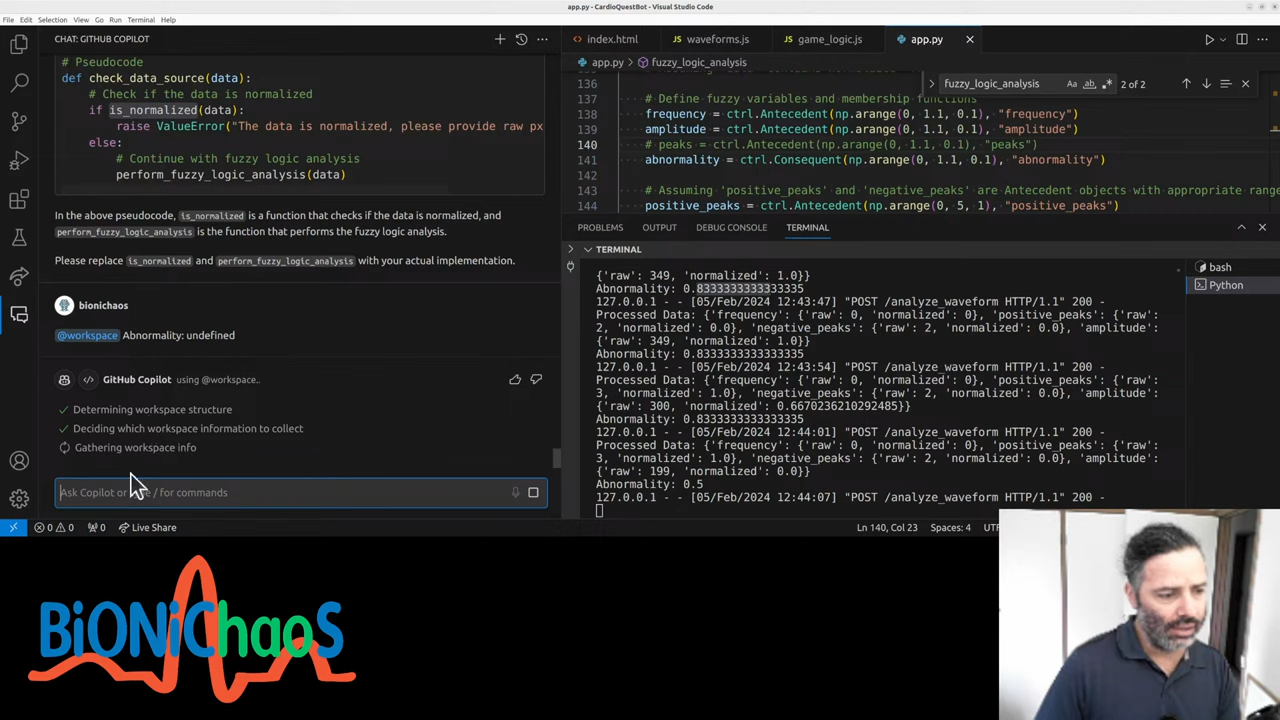 app.py - CardioQuestBot - Visual Studio Code
File Edit Selection View Go Run Terminal Help
CHAT: GITHUB COPILOT
# Pseudocode
def check_data_source(data):
# Check if the data is normalized
if is_normalized(data):
raise ValueError("The data is normalized, please provide raw px
else:
# Continue with fuzzy logic analysis
perform_fuzzy_logic_analysis(data)
In the above pseudocode, is_normalized is a function that checks if the data is normalized, and
perform_fuzzy_logic_analysis is the function that performs the fuzzy logic analysis.
Please replace is_normalized and perform_fuzzy_logic_analysis with your actual implementation.
bionichaos
@workspace Abnormality: undefined
GitHub Copilot using @workspace..
Determining workspace structure
Deciding which workspace information to collect
Gathering workspace info
Ask Copilot or / for commands
index.html waveforms.js game_logic.js app.py
app.py > fuzzy_logic_analysis
fuzzy_logic_analysis Aa ab .* 2 of 2
136
137 # Define fuzzy variables and membership functions
138 frequency = ctrl.Antecedent(np.arange(0, 1.1, 0.1), "frequency")
139 amplitude = ctrl.Antecedent(np.arange(0, 1.1, 0.1), "amplitude")
140 # peaks = ctrl.Antecedent(np.arange(0, 1.1, 0.1), "peaks")
141 abnormality = ctrl.Consequent(np.arange(0, 1.1, 0.1), "abnormality")
142
143 # Assuming 'positive_peaks' and 'negative_peaks' are Antecedent objects with appropriate range
144 positive_peaks = ctrl.Antecedent(np.arange(0, 5, 1), "positive_peaks")
PROBLEMS OUTPUT DEBUG CONSOLE TERMINAL
TERMINAL
{'raw': 349, 'normalized': 1.0}}
Abnormality: 0.8333333333333335
127.0.0.1 - - [05/Feb/2024 12:43:47] "POST /analyze_waveform HTTP/1.1" 200 -
Processed Data: {'frequency': {'raw': 0, 'normalized': 0}, 'positive_peaks': {'raw':
2, 'normalized': 0.0}, 'negative_peaks': {'raw': 2, 'normalized': 0.0}, 'amplitude':
{'raw': 349, 'normalized': 1.0}}
Abnormality: 0.8333333333333335
127.0.0.1 - - [05/Feb/2024 12:43:54] "POST /analyze_waveform HTTP/1.1" 200 -
Processed Data: {'frequency': {'raw': 0, 'normalized': 0}, 'positive_peaks': {'raw':
3, 'normalized': 1.0}, 'negative_peaks': {'raw': 2, 'normalized': 0.0}, 'amplitude':
{'raw': 300, 'normalized': 0.6670236210292485}}
Abnormality: 0.8333333333333335
127.0.0.1 - - [05/Feb/2024 12:44:01] "POST /analyze_waveform HTTP/1.1" 200 -
Processed Data: {'frequency': {'raw': 0, 'normalized': 0}, 'positive_peaks': {'raw':
3, 'normalized': 1.0}, 'negative_peaks': {'raw': 2, 'normalized': 0.0}, 'amplitude':
{'raw': 199, 'normalized': 0.0}}
Abnormality: 0.5
127.0.0.1 - - [05/Feb/2024 12:44:07] "POST /analyze_waveform HTTP/1.1" 200 -
bash
Python
0 0 0 Live Share Ln 140, Col 23 Spaces: 4
BiONiChaoS